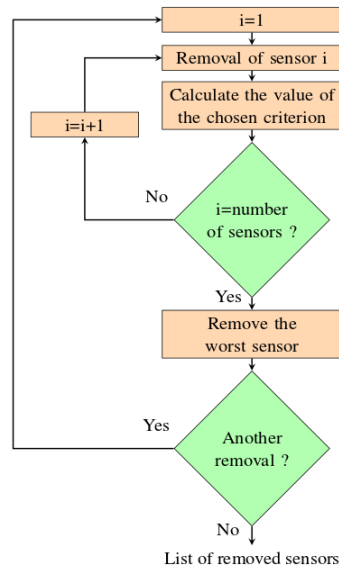 i=1
Removal of sensor i
Calculate the value of
the chosen criterion
i=i+1
No
i=number
of sensors ?
Yes
Remove the
worst sensor
Yes
Another
removal ?
No
List of removed sensors